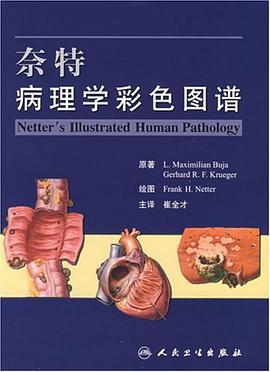 奈特
病理学彩色图谱
Netter's Illustrated Human Pathology
原著 L. Maximilian Buja
Gerhard R. F. Krueger
绘图 Frank H. Netter
主译 崔全才
人民卫生出版社